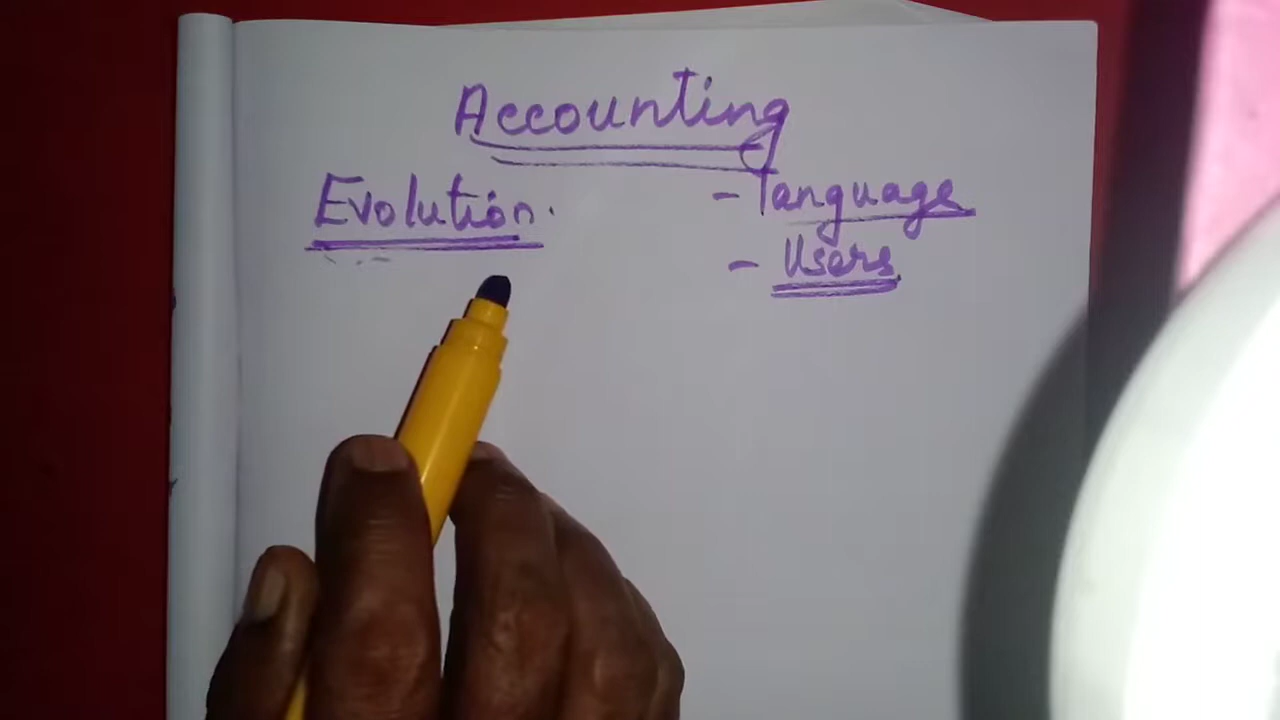 Accounting
Evolution.
- language
- Users